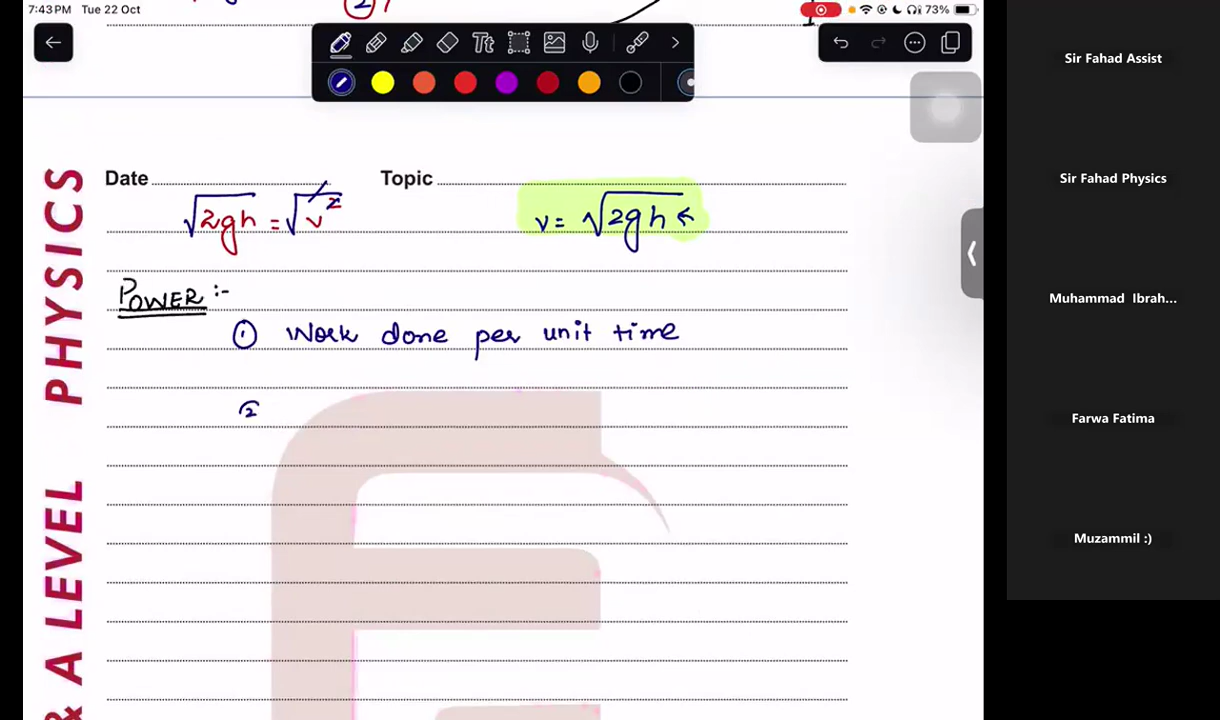 7:43 PM Tue 22 Oct
73%
Tt
Date Topic
√2gh = √v² v = √2gh
POWER :-
① Work done per unit time
②
PHYSICS
A LEVEL
Sir Fahad Assist
Sir Fahad Physics
Muhammad Ibrah...
Farwa Fatima
Muzammil :)